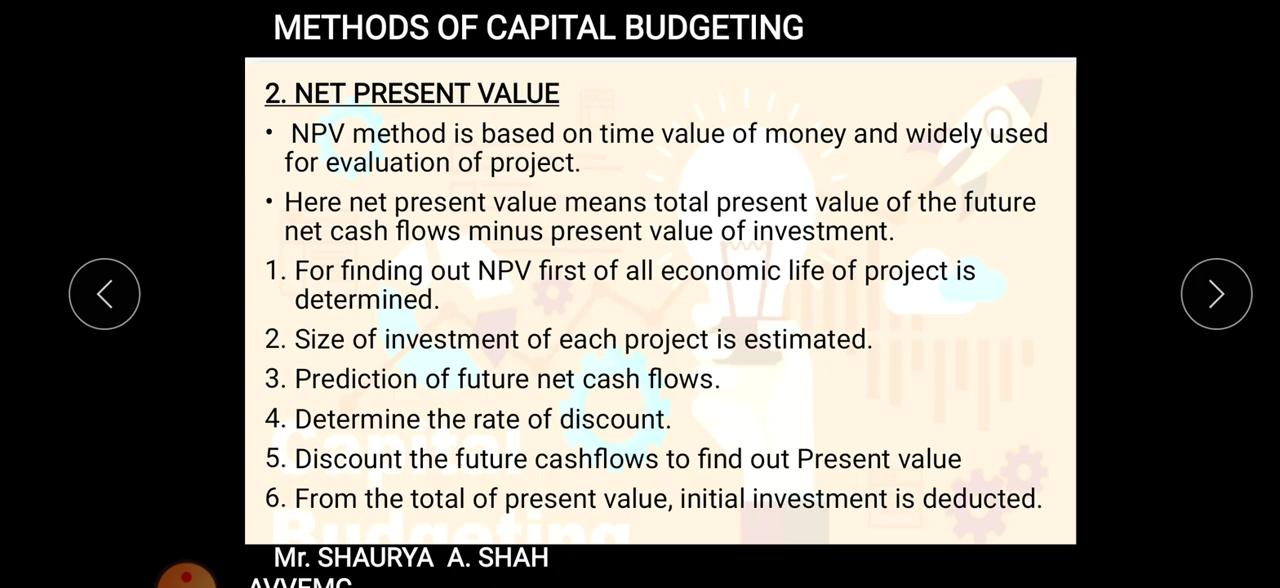 METHODS OF CAPITAL BUDGETING
2. NET PRESENT VALUE
• NPV method is based on time value of money and widely used
for evaluation of project.
• Here net present value means total present value of the future
net cash flows minus present value of investment.
1. For finding out NPV first of all economic life of project is
determined.
2. Size of investment of each project is estimated.
3. Prediction of future net cash flows.
4. Determine the rate of discount.
5. Discount the future cashflows to find out Present value
6. From the total of present value, initial investment is deducted.
Capital
Budgeting
Mr. SHAURYA A. SHAH